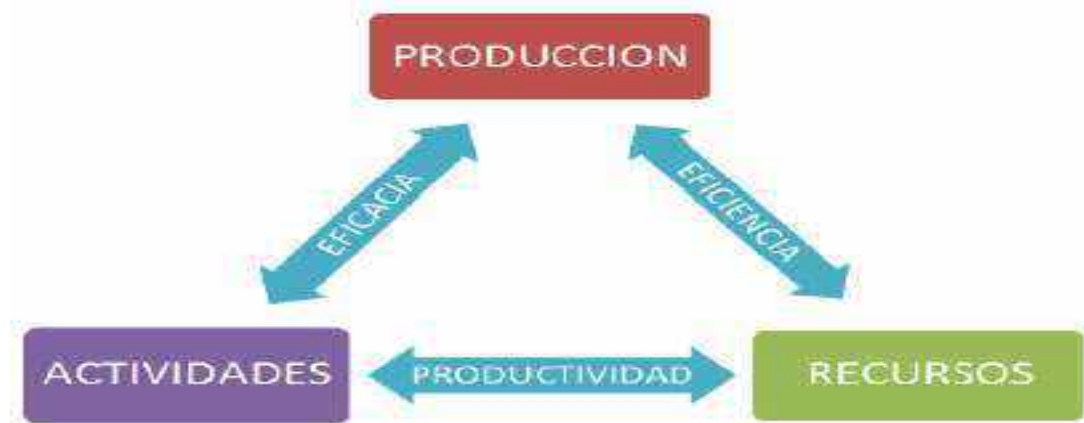 PRODUCCION
EFICACIA
EFICIENCIA
ACTIVIDADES
PRODUCTIVIDAD
RECURSOS